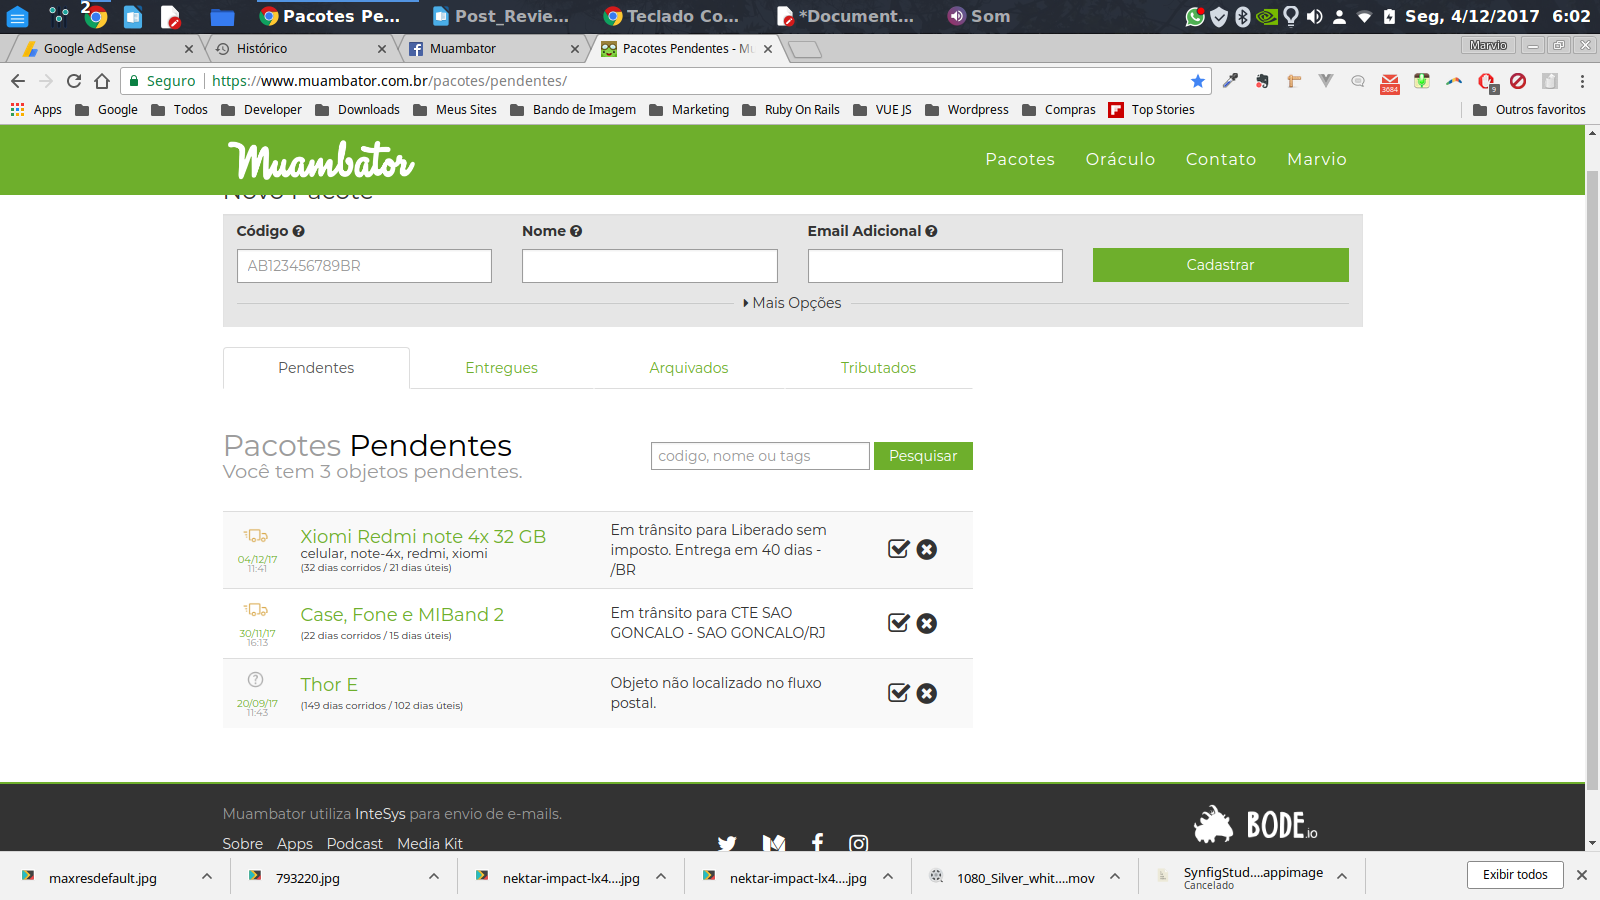 2
Pacotes Pe...
Post_Revie...
Teclado Co...
*Document...
Som
Seg, 4/12/2017 6:02
Google AdSense
Histórico
Muambator
Pacotes Pendentes - Mu
Marvio
Seguro
https://www.muambator.com.br/pacotes/pendentes/
3684
9
Apps
Google
Todos
Developer
Downloads
Meus Sites
Bando de Imagem
Marketing
Ruby On Rails
VUE JS
Wordpress
Compras
Top Stories
Outros favoritos
Muambator
Pacotes
Oráculo
Contato
Marvio
Novo Pacote
Código
Nome
Email Adicional
AB123456789BR
Cadastrar
Mais Opções
Pendentes
Entregues
Arquivados
Tributados
Pacotes Pendentes
Você tem 3 objetos pendentes.
codigo, nome ou tags
Pesquisar
04/12/17
11:41
Xiomi Redmi note 4x 32 GB
celular, note-4x, redmi, xiomi
(32 dias corridos / 21 dias úteis)
Em trânsito para Liberado sem
imposto. Entrega em 40 dias -
/BR
30/11/17
16:13
Case, Fone e MIBand 2
(22 dias corridos / 15 dias úteis)
Em trânsito para CTE SAO
GONCALO - SAO GONCALO/RJ
20/09/17
11:43
Thor E
(149 dias corridos / 102 dias úteis)
Objeto não localizado no fluxo
postal.
Muambator utiliza InteSys para envio de e-mails.
Sobre
Apps
Podcast
Media Kit
BODE.io
maxresdefault.jpg
793220.jpg
nektar-impact-lx4....jpg
nektar-impact-lx4....jpg
1080_Silver_whit....mov
SynfigStud....appimage
Cancelado
Exibir todos